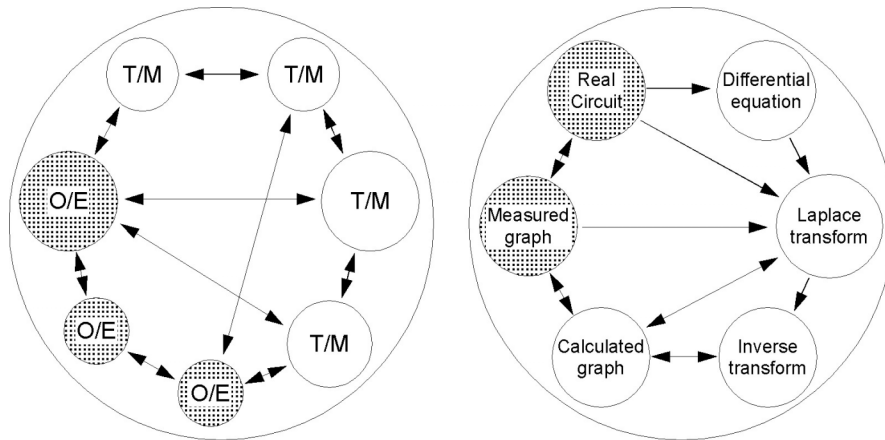 T/M
T/M
O/E
T/M
O/E
T/M
O/E
Real
Circuit
Differential
equation
Measured
graph
Laplace
transform
Calculated
graph
Inverse
transform